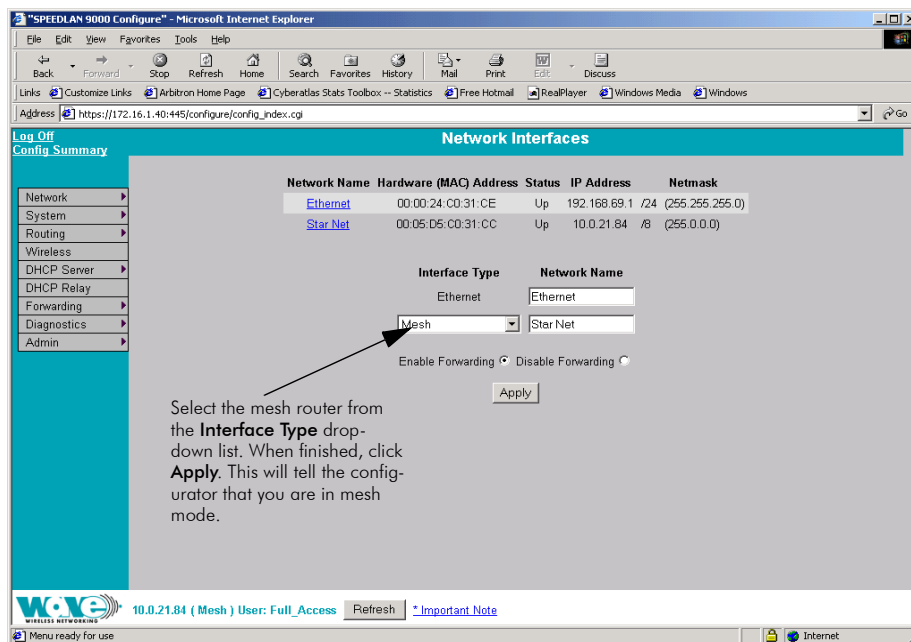 "SPEEDLAN 9000 Configure" - Microsoft Internet Explorer
File Edit View Favorites Tools Help
Back Forward Stop Refresh Home Search Favorites History Mail Print Edit Discuss
Links Customize Links Arbitron Home Page Cyberatlas Stats Toolbox -- Statistics Free Hotmail RealPlayer Windows Media Windows
Address https://172.16.1.40:445/configure/config_index.cgi Go
Log Off
Config Summary
Network Interfaces
Network
System
Routing
Wireless
DHCP Server
DHCP Relay
Forwarding
Diagnostics
Admin
Network Name Hardware (MAC) Address Status IP Address Netmask
Ethernet 00:00:24:C0:31:CE Up 192.168.69.1 /24 (255.255.255.0)
Star Net 00:05:D5:C0:31:CC Up 10.0.21.84 /8 (255.0.0.0)
Interface Type Network Name
Ethernet Ethernet
Mesh Star Net
Enable Forwarding Disable Forwarding
Apply
Select the mesh router from
the Interface Type drop-
down list. When finished, click
Apply. This will tell the config-
urator that you are in mesh
mode.
WAVE
WIRELESS NETWORKING
10.0.21.84 ( Mesh ) User: Full_Access Refresh * Important Note
Menu ready for use Internet